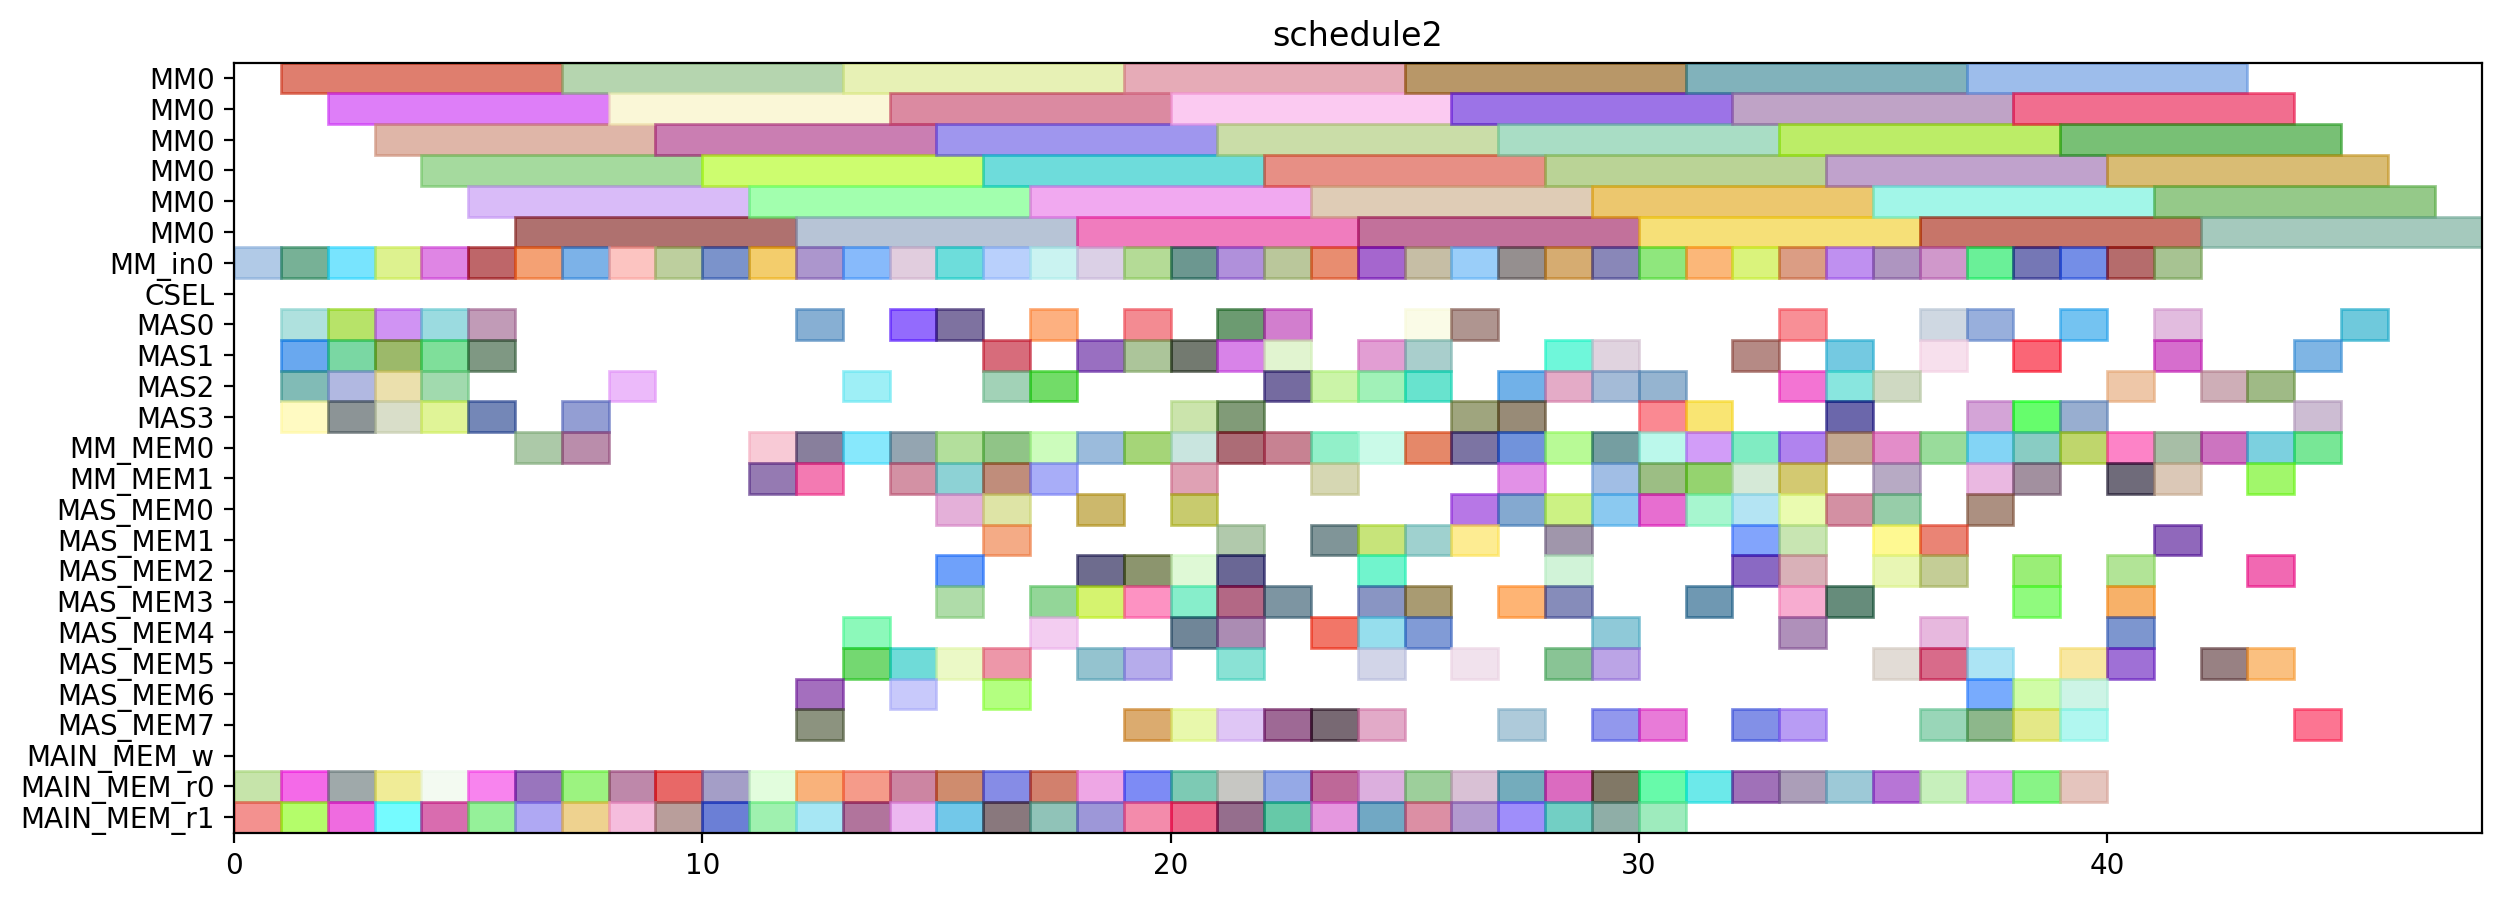 schedule2
MM0
MM0
MM0
MM0
MM0
MM0
MM_in0
CSEL
MAS0
MAS1
MAS2
MAS3
MM_MEM0
MM_MEM1
MAS_MEM0
MAS_MEM1
MAS_MEM2
MAS_MEM3
MAS_MEM4
MAS_MEM5
MAS_MEM6
MAS_MEM7
MAIN_MEM_w
MAIN_MEM_r0
MAIN_MEM_r1
0 10 20 30 40